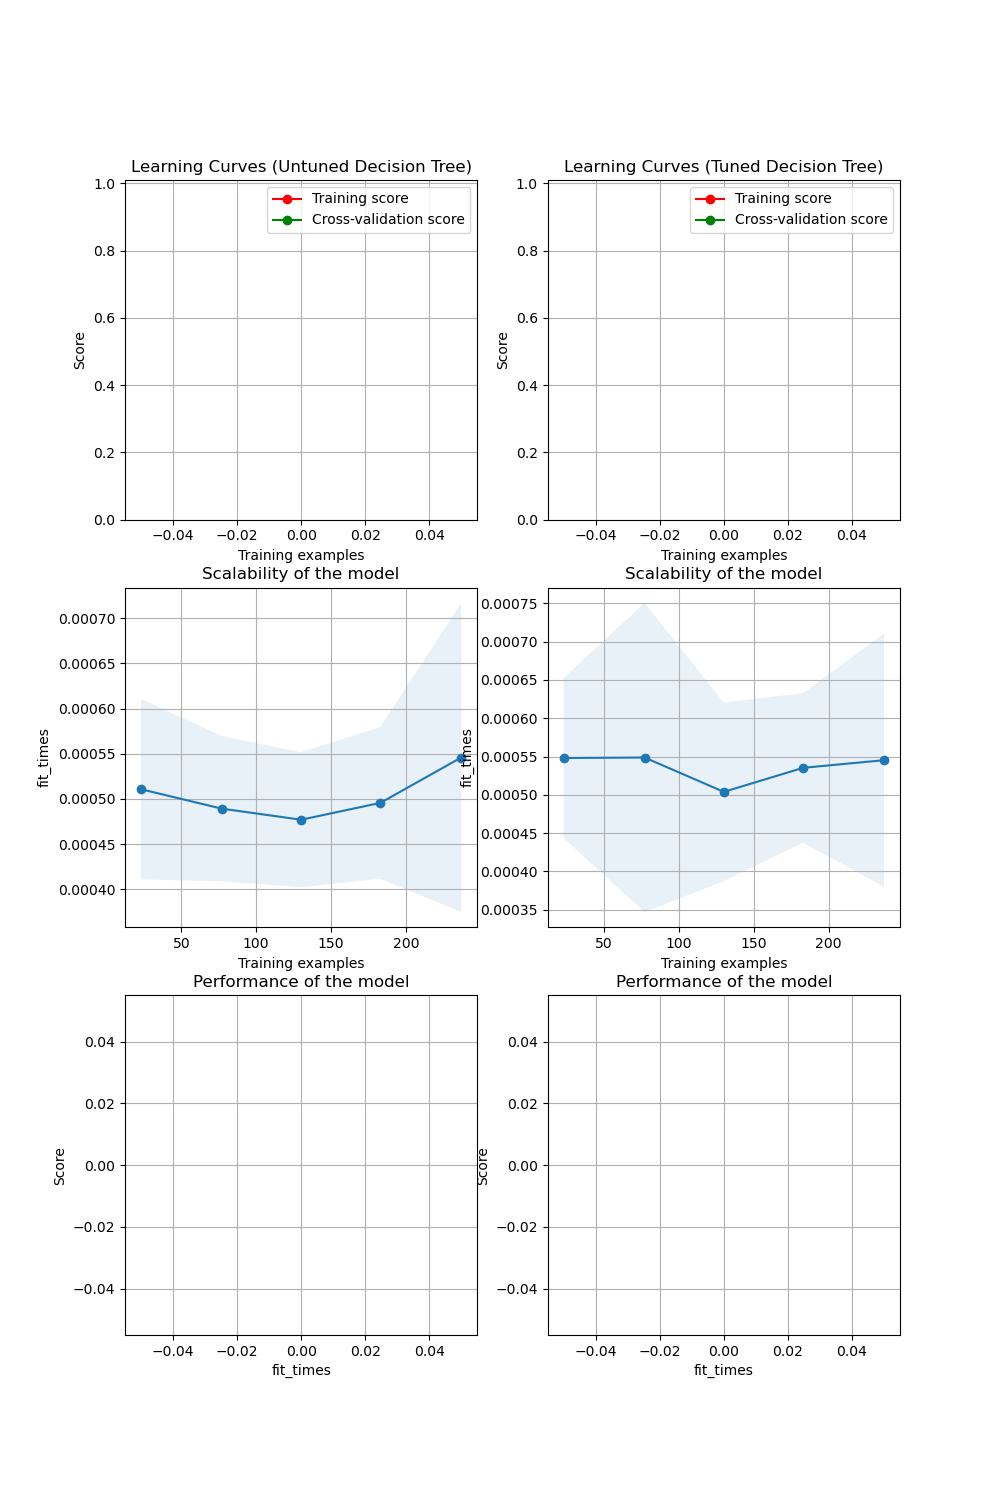 Learning Curves (Untuned Decision Tree)
1.0
0.8
0.6
0.4
0.2
0.0
Score
Training score
Cross-validation score
−0.04 −0.02 0.00 0.02 0.04
Training examples
Learning Curves (Tuned Decision Tree)
1.0
0.8
0.6
0.4
0.2
0.0
Score
Training score
Cross-validation score
−0.04 −0.02 0.00 0.02 0.04
Training examples
Scalability of the model
0.00070
0.00065
0.00060
0.00055
0.00050
0.00045
0.00040
fit_times
50 100 150 200
Training examples
Scalability of the model
0.00075
0.00070
0.00065
0.00060
0.00055
0.00050
0.00045
0.00040
0.00035
fit_times
50 100 150 200
Training examples
Performance of the model
0.04
0.02
0.00
−0.02
−0.04
Score
−0.04 −0.02 0.00 0.02 0.04
fit_times
Performance of the model
0.04
0.02
0.00
−0.02
−0.04
Score
−0.04 −0.02 0.00 0.02 0.04
fit_times